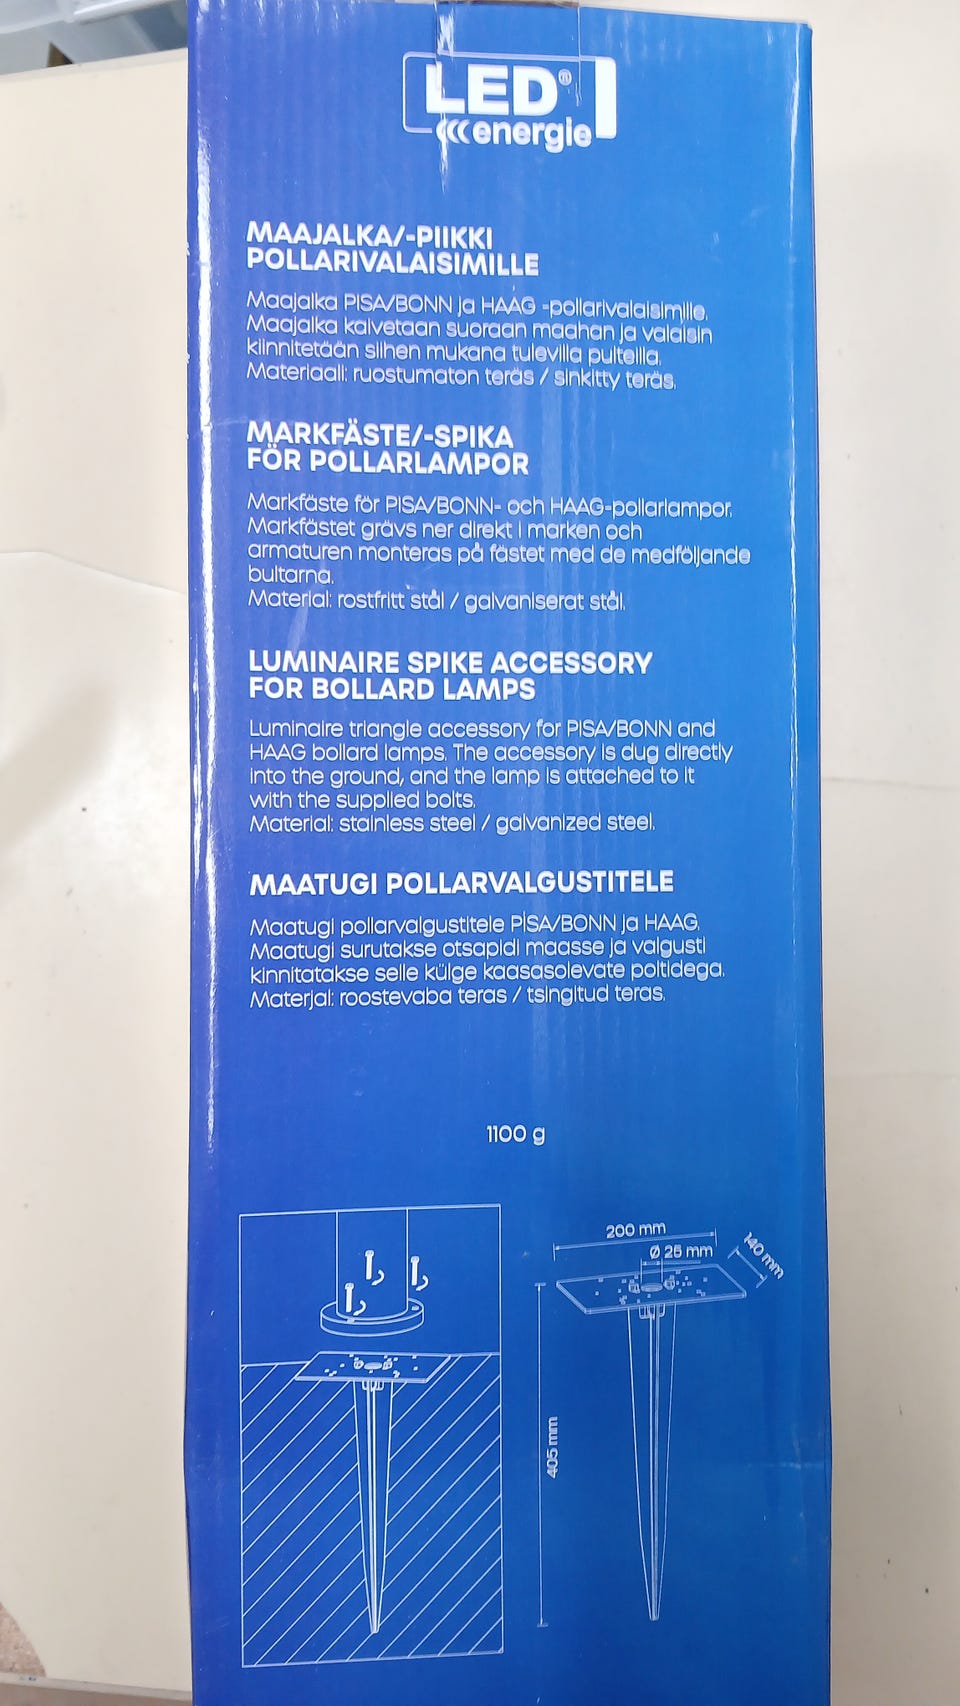 LED®
energie
MAAJALKA/-PIIKKI
POLLARIVALAISIMILLE
Maajalka PISA/BONN ja HAAG -pollarivalaisimille.
Maajalka kaivetaan suoraan maahan ja valaisin
kiinnitetään siihen mukana tulevilla pulteilla.
Materiaali: ruostumaton teräs / sinkitty teräs.
MARKFÄSTE/-SPIKA
FÖR POLLARLAMPOR
Markfäste för PISA/BONN- och HAAG-pollarlampor.
Markfästet grävs ner direkt i marken och
armaturen monteras på fästet med de medföljande
bultarna.
Material: rostfritt stål / galvaniserat stål.
LUMINAIRE SPIKE ACCESSORY
FOR BOLLARD LAMPS
Luminaire triangle accessory for PISA/BONN and
HAAG bollard lamps. The accessory is dug directly
into the ground, and the lamp is attached to it
with the supplied bolts.
Material: stainless steel / galvanized steel.
MAATUGI POLLARVALGUSTITELE
Maatugi pollarvalgustitele PISA/BONN ja HAAG.
Maatugi surutakse otsapidi maasse ja valgusti
kinnitatakse selle külge kaasasolevate poltidega.
Materjal: roostevaba teras / tsingitud teras.
1100 g
200 mm
Ø 25 mm
140 mm
405 mm